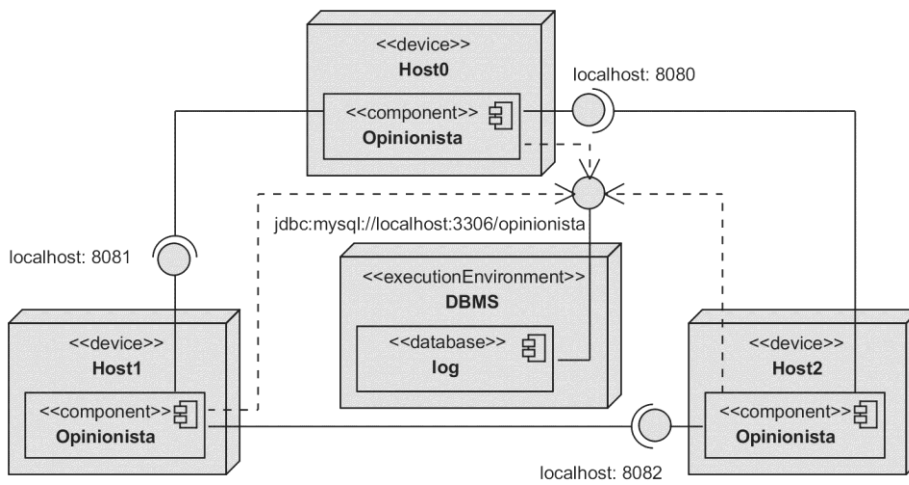 <<device>>
Host0
localhost: 8080
<<component>>
Opinionista
jdbc:mysql://localhost:3306/opinionista
localhost: 8081
<<executionEnvironment>>
DBMS
<<database>>
log
<<device>>
Host1
<<component>>
Opinionista
<<device>>
Host2
<<component>>
Opinionista
localhost: 8082